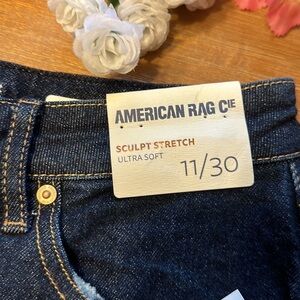 AMERICAN RAG CIE
SCULPT STRETCH
ULTRA SOFT
11/30